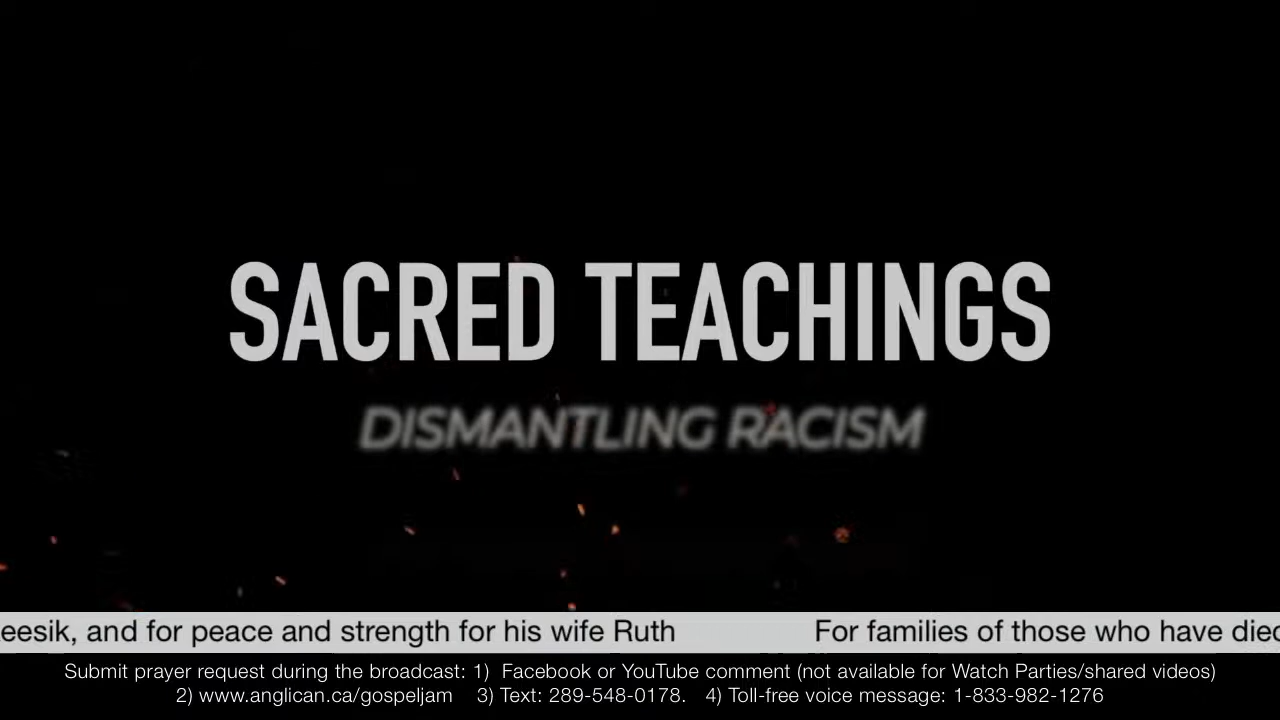 SACRED TEACHINGS
DISMANTLING RACISM
eesik, and for peace and strength for his wife Ruth For families of those who have died
Submit prayer request during the broadcast: 1) Facebook or YouTube comment (not available for Watch Parties/shared videos)
2) www.anglican.ca/gospeljam 3) Text: 289-548-0178. 4) Toll-free voice message: 1-833-982-1276